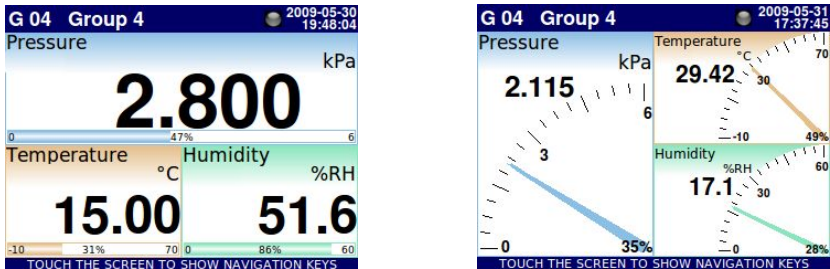 G 04 Group 4
2009-05-30
19:48:04
Pressure
kPa
2.800
0 47% 6
Temperature
°C
15.00
-10 31% 70
Humidity
%RH
51.6
0 86% 60
TOUCH THE SCREEN TO SHOW NAVIGATION KEYS
G 04 Group 4
2009-05-31
17:37:45
Pressure
kPa
2.115
6
3
0 35%
Temperature
°C
70
29.42
30
-10 49%
Humidity
%RH
60
17.1
30
0 28%
TOUCH THE SCREEN TO SHOW NAVIGATION KEYS